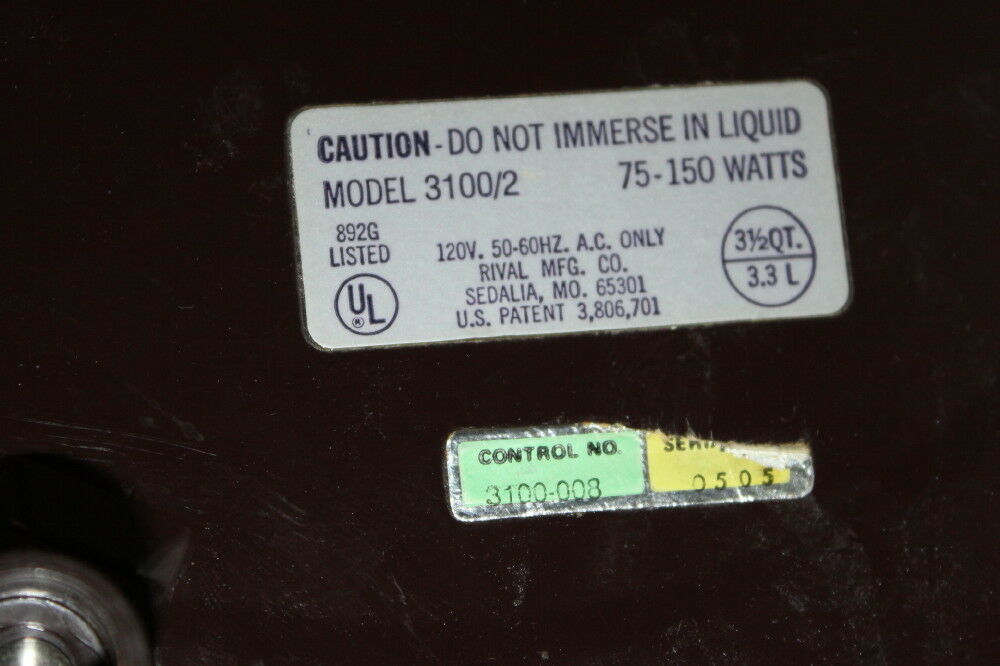 CAUTION - DO NOT IMMERSE IN LIQUID
MODEL 3100/2 75-150 WATTS
892G
LISTED
UL
®
120V. 50-60HZ. A.C. ONLY
RIVAL MFG. CO.
SEDALIA, MO. 65301
U.S. PATENT 3,806,701
3½QT.
3.3 L
CONTROL NO.
3100-008
0505